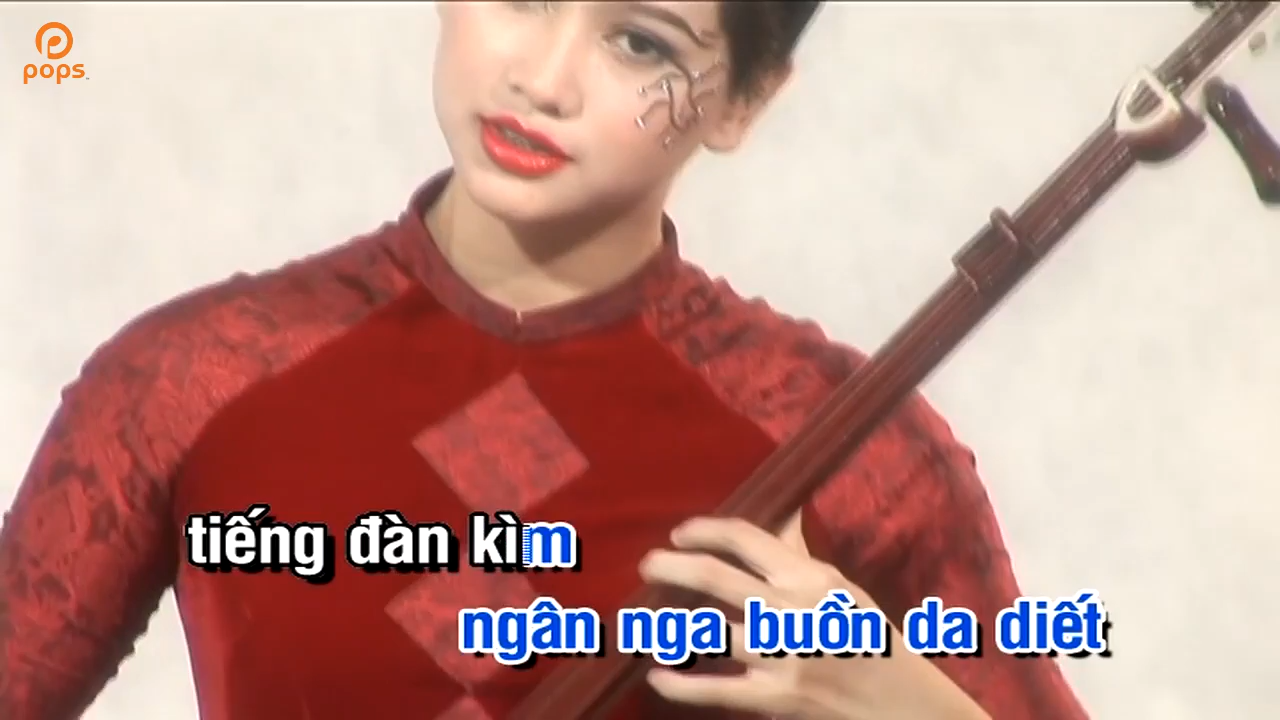 pops
tiếng đàn kìm
ngân nga buồn da diết